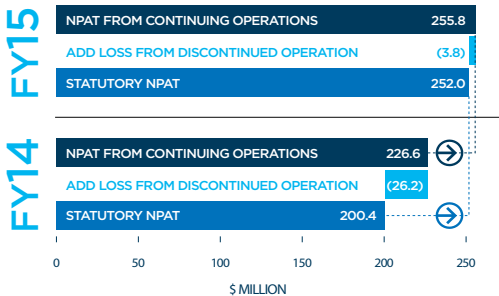 FY15
NPAT FROM CONTINUING OPERATIONS 255.8
ADD LOSS FROM DISCONTINUED OPERATION (3.8)
STATUTORY NPAT 252.0
FY14
NPAT FROM CONTINUING OPERATIONS 226.6
ADD LOSS FROM DISCONTINUED OPERATION (26.2)
STATUTORY NPAT 200.4
0 50 100 150 200 250
$ MILLION